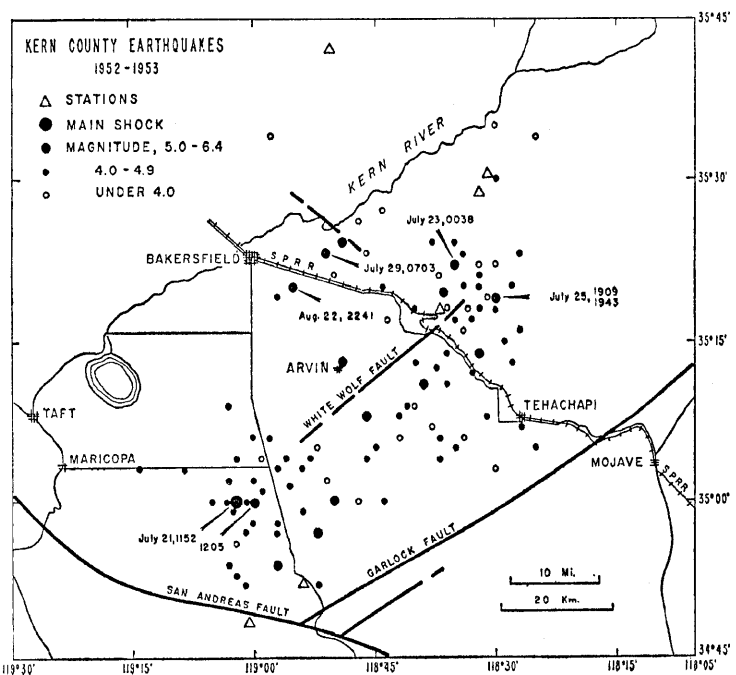 KERN COUNTY EARTHQUAKES
1952-1953
STATIONS
MAIN SHOCK
MAGNITUDE, 5.0-6.4
4.0-4.9
UNDER 4.0
35°45'
KERN RIVER
35°30'
July 23, 0038
BAKERSFIELD
S.P.R.R.
July 29, 0703
July 25, 1909
1943
Aug. 22, 2241
35°15'
ARVIN
WHITE WOLF FAULT
TAFT
TEHACHAPI
MARICOPA
MOJAVE
S.P.R.R.
35°00'
July 21, 1152
1205
GARLOCK FAULT
10 Mi.
20 Km.
SAN ANDREAS FAULT
34°45'
119°30' 119°15' 119°00' 118°45' 118°30' 118°15' 118°05'